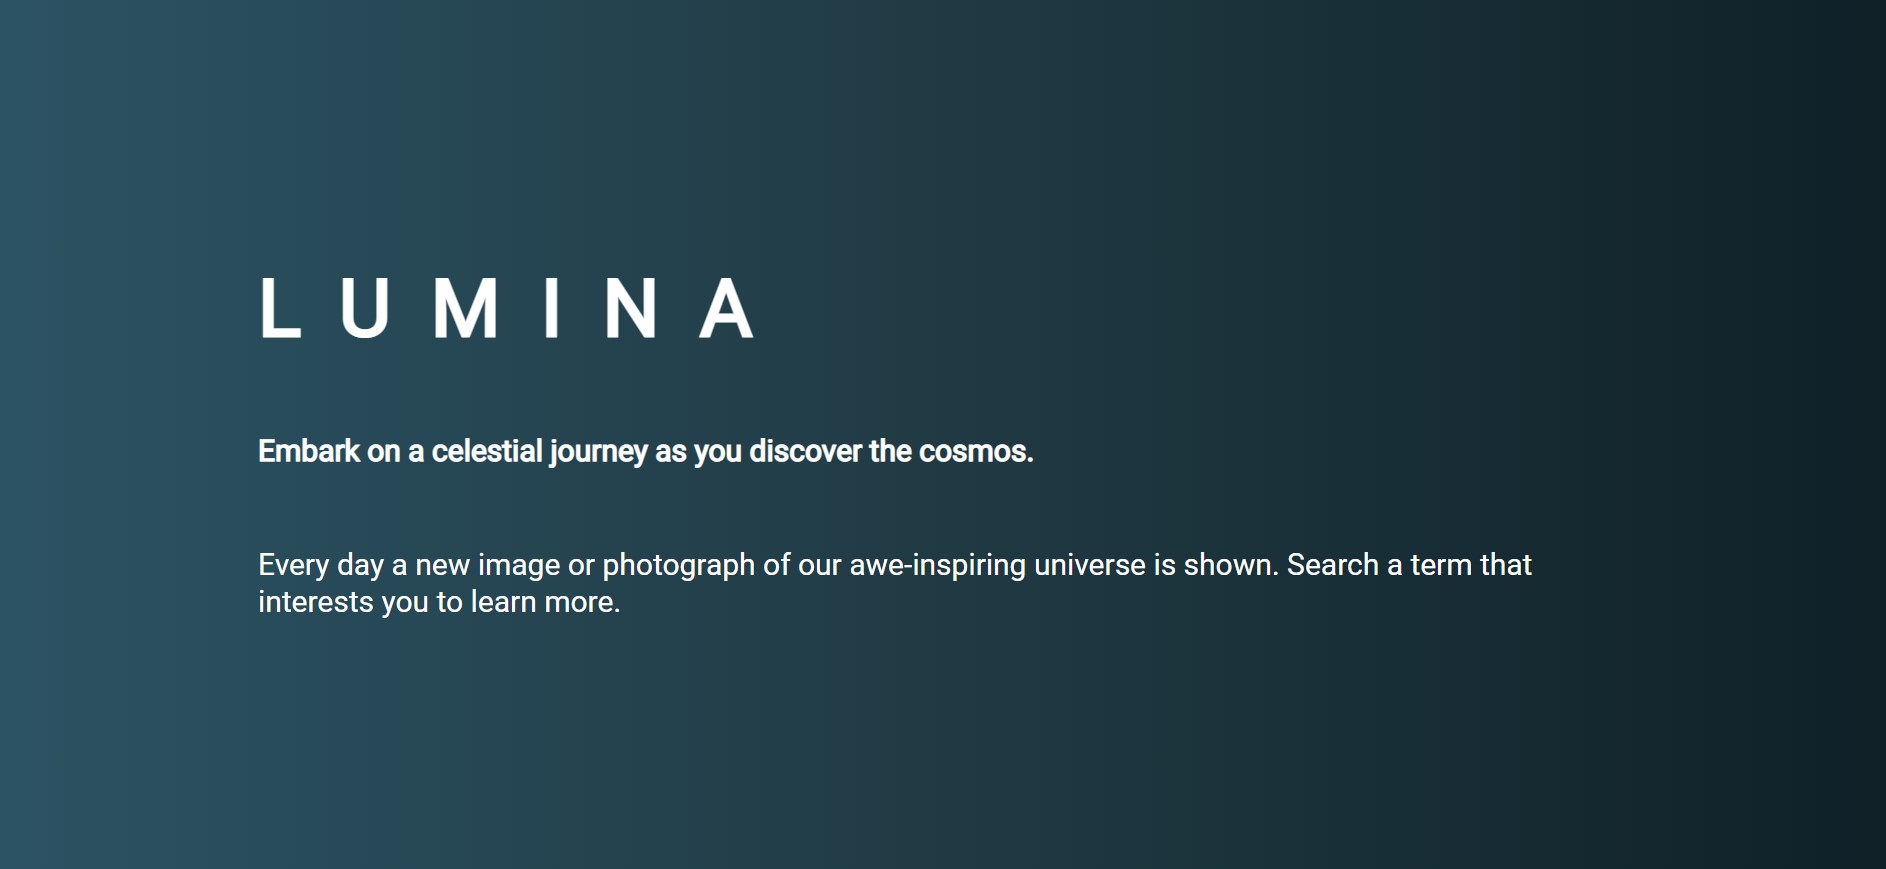 LUMINA
Embark on a celestial journey as you discover the cosmos.
Every day a new image or photograph of our awe-inspiring universe is shown. Search a term that
interests you to learn more.